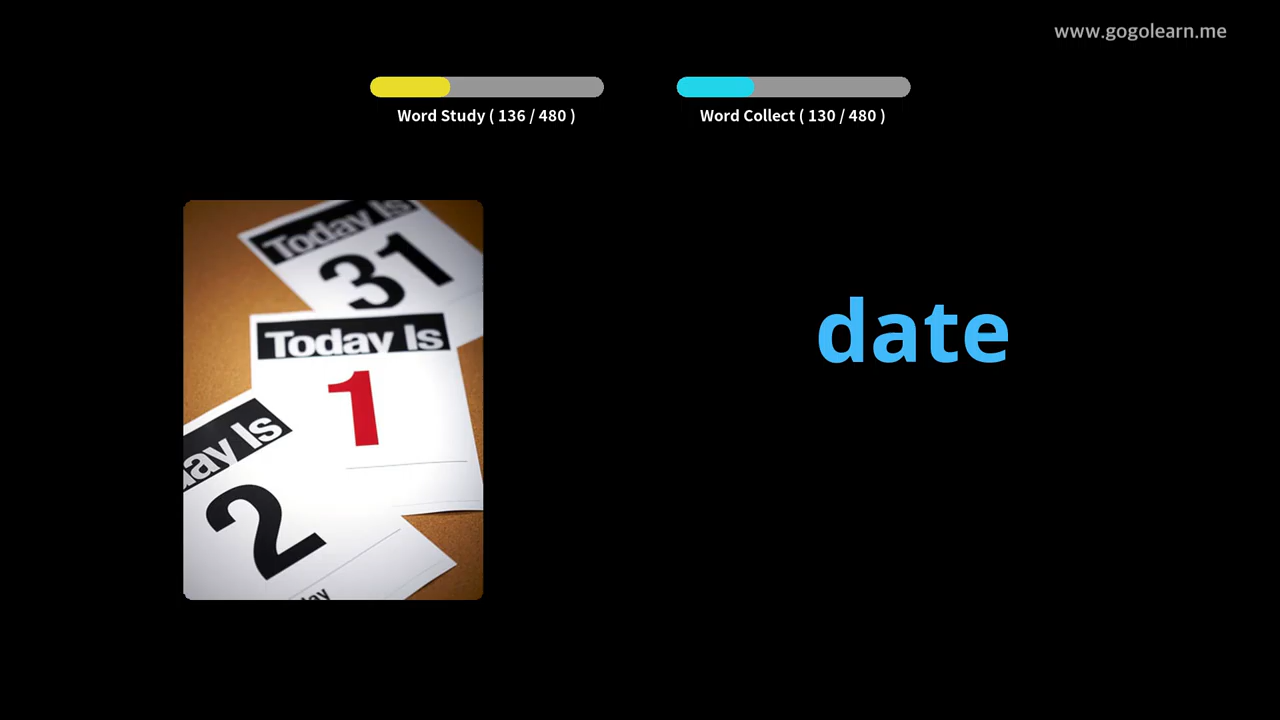 www.gogolearn.me
Word Study ( 136 / 480 )
Word Collect ( 130 / 480 )
Today Is
31
Today Is
1
date
ay Is
2